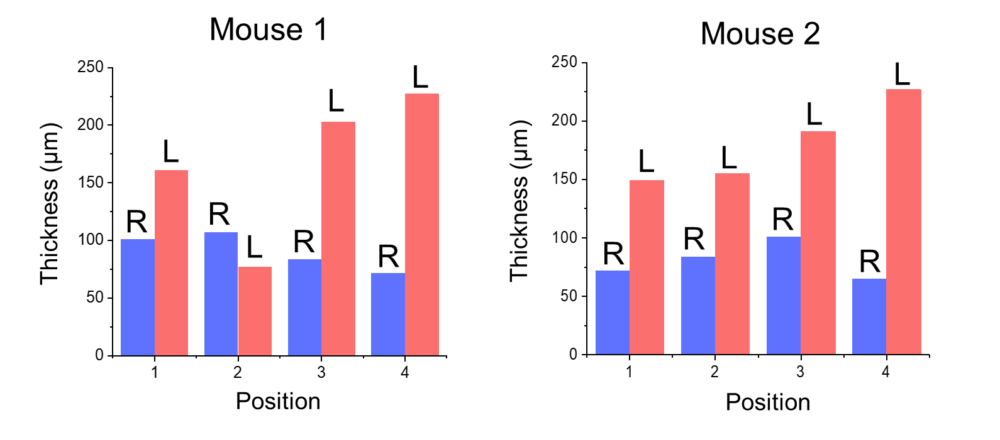 Mouse 1
Thickness (μm)
250
200
150
100
50
0
R
L
R
L
R
L
R
L
1 2 3 4
Position
Mouse 2
Thickness (μm)
250
200
150
100
50
0
R
L
R
L
R
L
R
L
1 2 3 4
Position